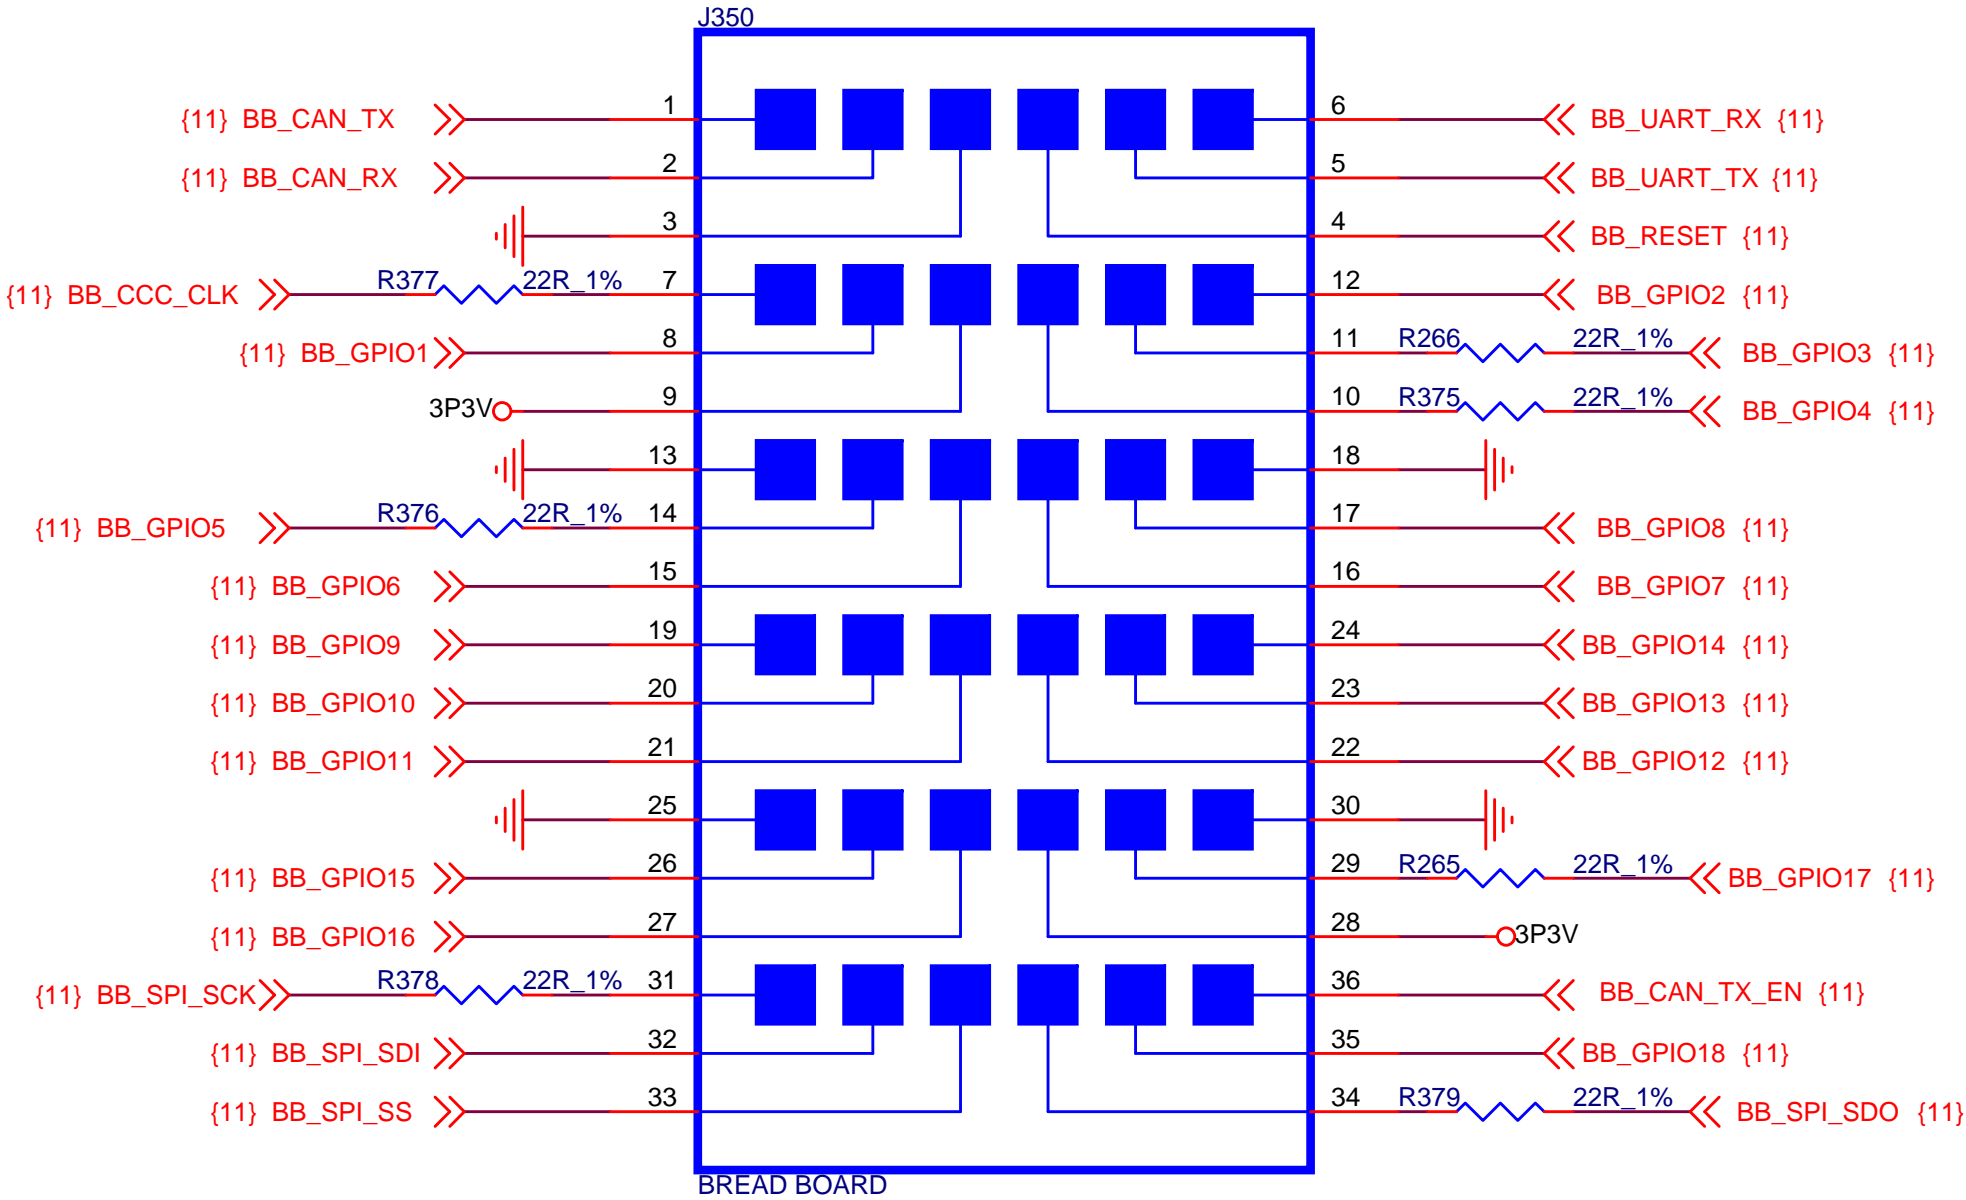 J350
{11} BB_CAN_TX 1 6 BB_UART_RX {11}
{11} BB_CAN_RX 2 5 BB_UART_TX {11}
3 4 BB_RESET {11}
{11} BB_CCC_CLK R377 22R_1% 7 12 BB_GPIO2 {11}
{11} BB_GPIO1 8 11 R266 22R_1% BB_GPIO3 {11}
3P3V 9 10 R375 22R_1% BB_GPIO4 {11}
13 18
{11} BB_GPIO5 R376 22R_1% 14 17 BB_GPIO8 {11}
{11} BB_GPIO6 15 16 BB_GPIO7 {11}
{11} BB_GPIO9 19 24 BB_GPIO14 {11}
{11} BB_GPIO10 20 23 BB_GPIO13 {11}
{11} BB_GPIO11 21 22 BB_GPIO12 {11}
25 30
{11} BB_GPIO15 26 29 R265 22R_1% BB_GPIO17 {11}
{11} BB_GPIO16 27 28 3P3V
{11} BB_SPI_SCK R378 22R_1% 31 36 BB_CAN_TX_EN {11}
{11} BB_SPI_SDI 32 35 BB_GPIO18 {11}
{11} BB_SPI_SS 33 34 R379 22R_1% BB_SPI_SDO {11}
BREAD BOARD